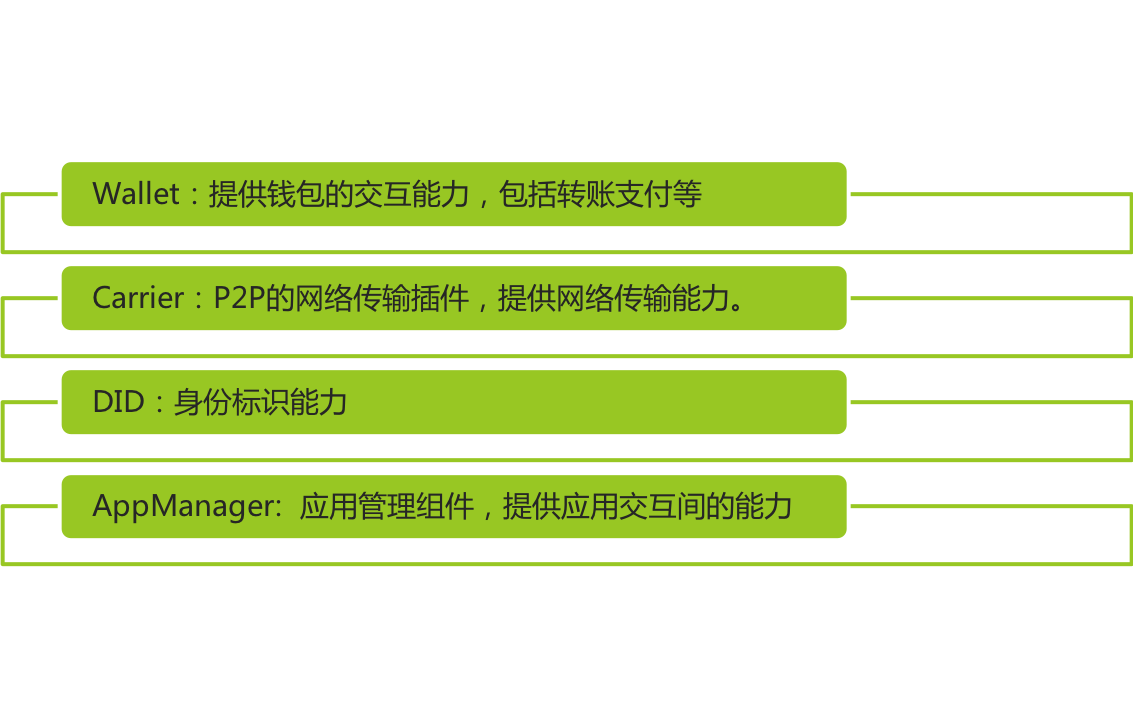 Wallet：提供钱包的交互能力，包括转账支付等
Carrier：P2P的网络传输插件，提供网络传输能力。
DID：身份标识能力
AppManager:  应用管理组件，提供应用交互间的能力